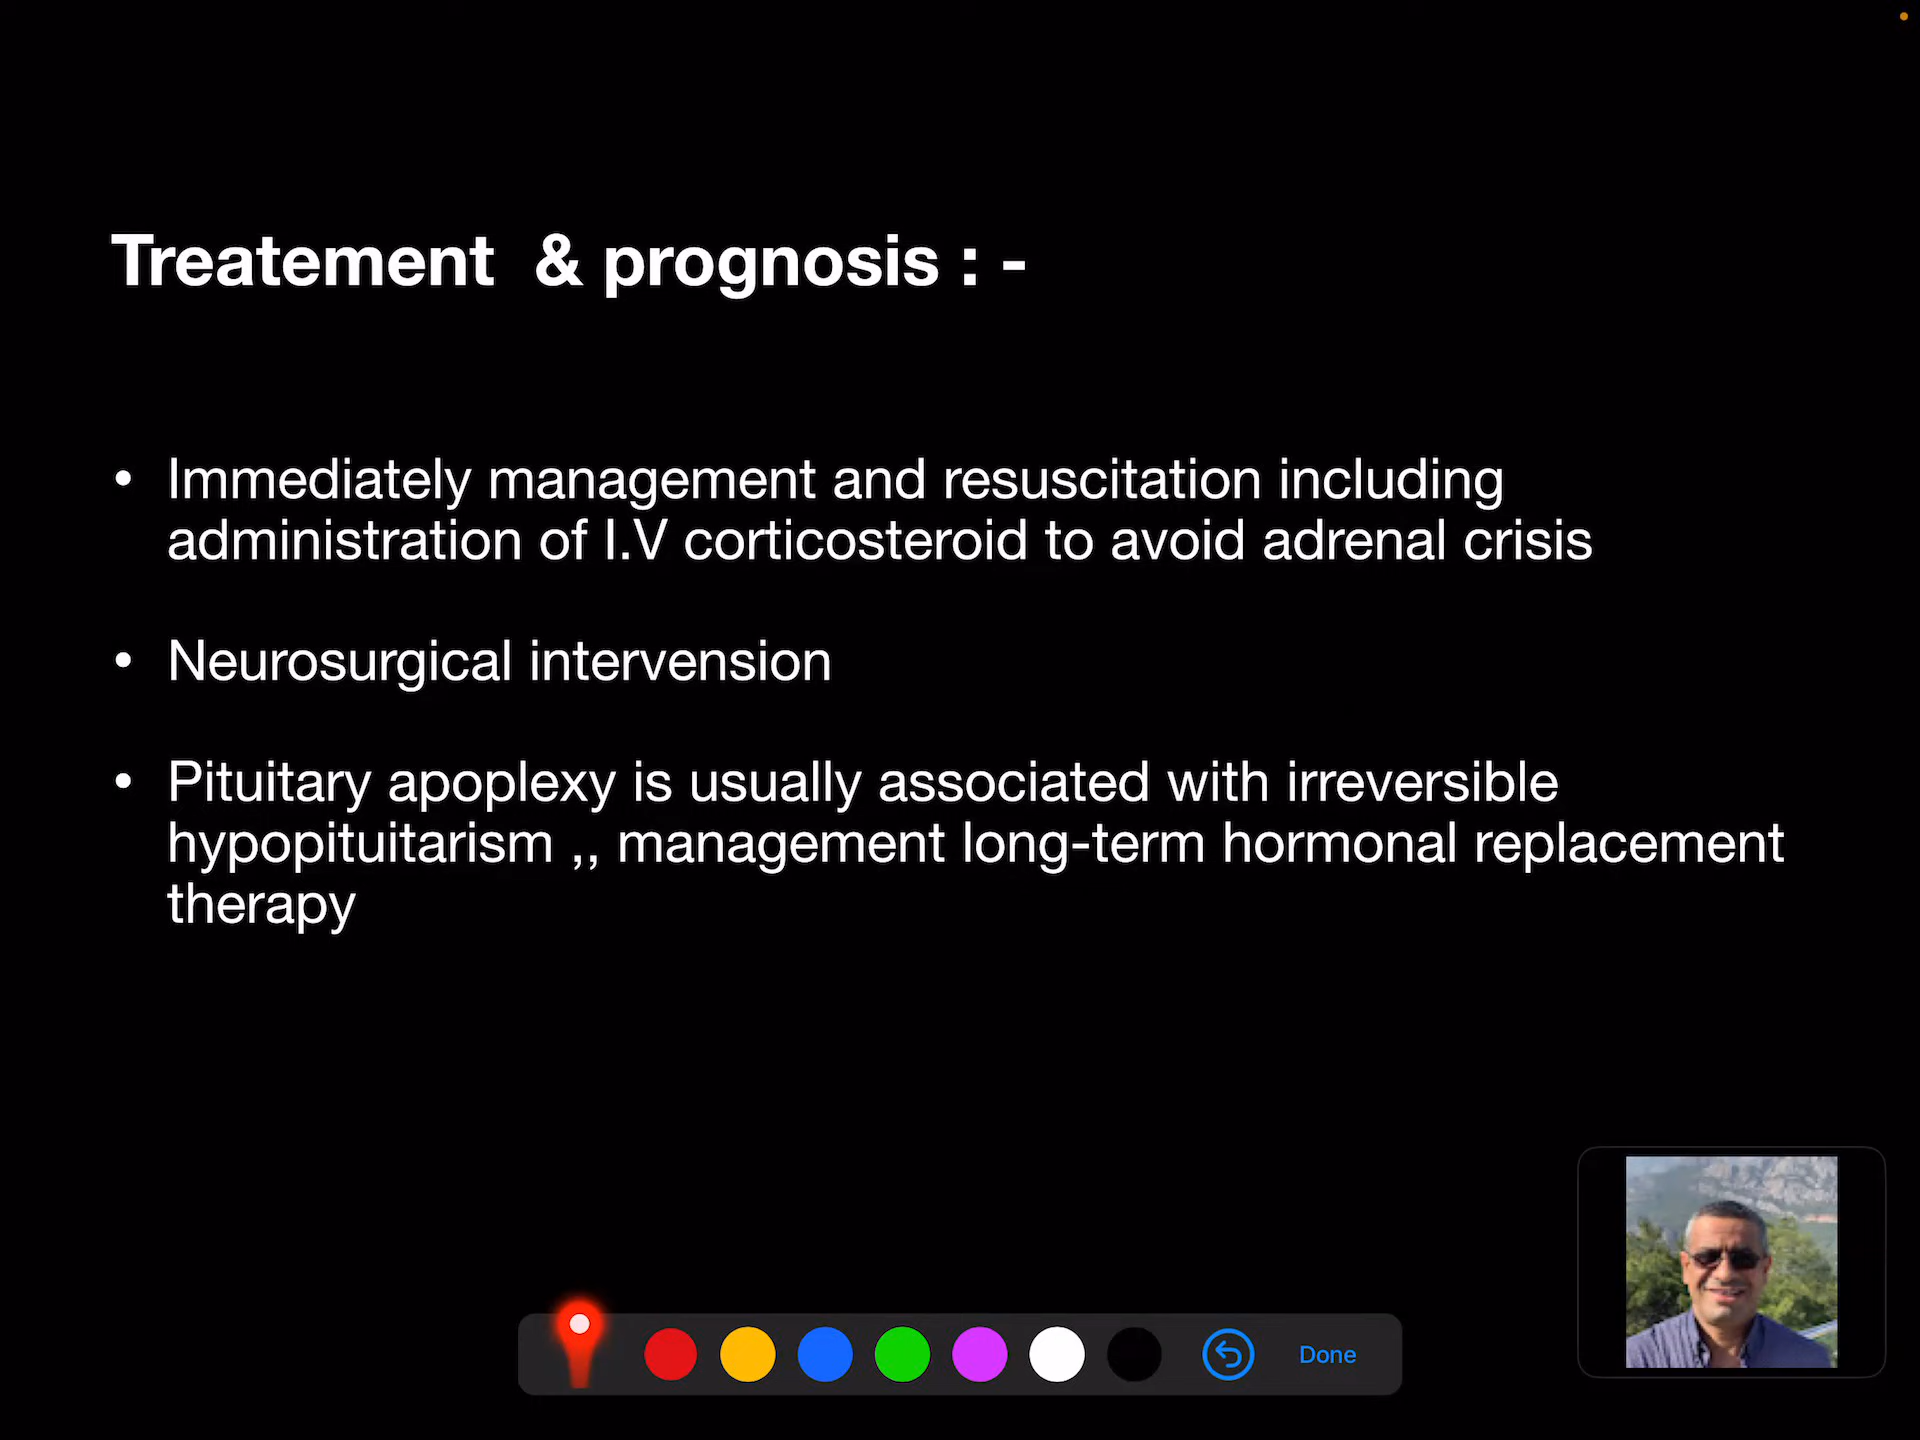 Treatement  & prognosis : -
• Immediately management and resuscitation including
administration of I.V corticosteroid to avoid adrenal crisis
• Neurosurgical intervension
• Pituitary apoplexy is usually associated with irreversible
hypopituitarism ,, management long-term hormonal replacement
therapy
Done